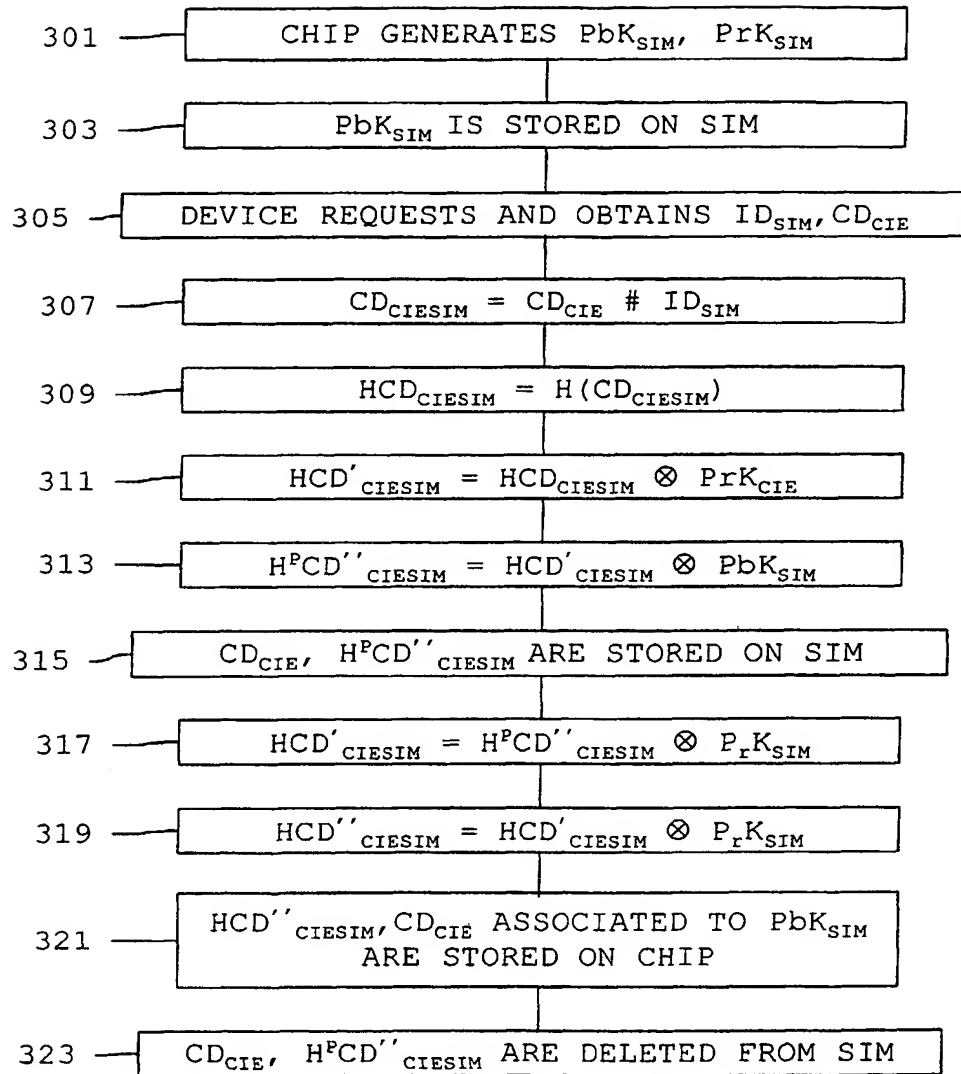 301 CHIP GENERATES PbK_SIM, PrK_SIM
303 PbK_SIM IS STORED ON SIM
305 DEVICE REQUESTS AND OBTAINS ID_SIM, CD_CIE
307 CD_CIESIM = CD_CIE # ID_SIM
309 HCD_CIESIM = H(CD_CIESIM)
311 HCD'_CIESIM = HCD_CIESIM ⊗ PrK_CIE
313 H^PCD''_CIESIM = HCD'_CIESIM ⊗ PbK_SIM
315 CD_CIE, H^PCD''_CIESIM ARE STORED ON SIM
317 HCD'_CIESIM = H^PCD''_CIESIM ⊗ P_rK_SIM
319 HCD''_CIESIM = HCD'_CIESIM ⊗ P_rK_SIM
321 HCD''_CIESIM, CD_CIE ASSOCIATED TO PbK_SIM
ARE STORED ON CHIP
323 CD_CIE, H^PCD''_CIESIM ARE DELETED FROM SIM